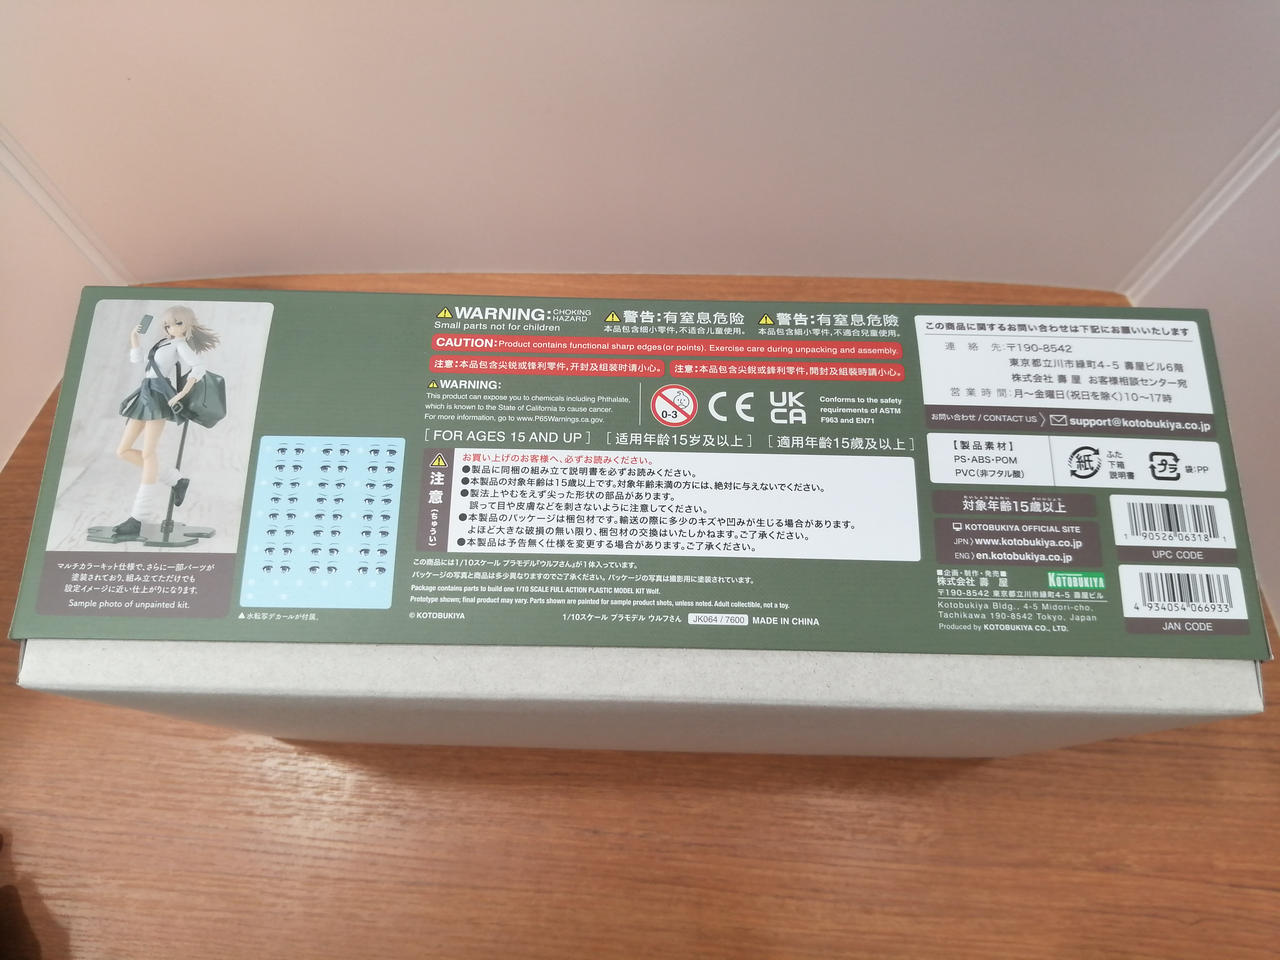 マルチカラーキット仕様で、さらに一部パーツが
塗装されており、組み立てただけでも
設定イメージに近い仕上がりになります。
Sample photo of unpainted kit.
▲水転写デカールが付属。
WARNING: CHOKING HAZARD
Small parts not for children
警告:有窒息危险
本品包含细小零件,不适合儿童使用。
警告:有窒息危險
本品包含細小零件,不適合兒童使用。
CAUTION: Product contains functional sharp edges (or points). Exercise care during unpacking and assembly.
注意:本品包含尖锐或锋利零件,开封及组装时请小心。
注意:本品包含尖銳或鋒利零件,開封及組裝時請小心。
WARNING:
This product can expose you to chemicals including Phthalate,
which is known to the State of California to cause cancer.
For more information, go to www.P65Warnings.ca.gov.
0-3
CE
UK
CA
Conforms to the safety
requirements of ASTM
F963 and EN71
[FOR AGES 15 AND UP] [适用年龄15岁及以上] [適用年齡15歲及以上]
注意(ちゅうい)
お買い上げのお客様へ、必ずお読みください。
●製品に同梱の組み立て説明書を必ずお読みください。
●本製品の対象年齢は15歳以上です。対象年齢未満の方には、絶対に与えないでください。
●製法上やむをえず尖った形状の部品があります。
誤って目や皮膚などを刺さないように注意してください。
●本製品のパッケージは梱包材です。輸送の際に多少のキズや凹みが生じる場合があります。
よほど大きな破損の無い限り、梱包材の交換はいたしかねます。ご了承ください。
●本製品は予告無く仕様を変更する場合があります。ご了承ください。
この商品には1/10スケール プラモデル「ウルフさん」が1体入っています。
パッケージの写真と商品は多少異なりますのでご了承ください。パッケージの写真は撮影用に塗装されています。
Package contains parts to build one 1/10 SCALE FULL ACTION PLASTIC MODEL KIT Wolf.
Prototype shown; final product may vary. Parts shown are painted for sample product shots, unless noted. Adult collectible, not a toy.
© KOTOBUKIYA
1/10スケール プラモデル ウルフさん JK064 / 7600 MADE IN CHINA
この商品に関するお問い合わせは下記にお願いいたします
連絡先:〒190-8542
東京都立川市緑町4-5 壽屋ビル6階
株式会社 壽屋 お客様相談センター宛
営業時間:月〜金曜日(祝日を除く)10〜17時
お問い合わせ / CONTACT US support@kotobukiya.co.jp
【製品素材】
PS・ABS・POM
PVC(非フタル酸)
紙
ふた
下箱
説明書
プラ
袋:PP
たいしょうねんれい さいいじょう
対象年齢15歳以上
KOTOBUKIYA OFFICIAL SITE
JPN〉www.kotobukiya.co.jp
ENG〉en.kotobukiya.co.jp
■企画・制作・発売■
株式会社 壽屋
KOTOBUKIYA
〒190-8542 東京都立川市緑町4-5 壽屋ビル
Kotobukiya Bldg., 4-5 Midori-cho,
Tachikawa 190-8542 Tokyo, Japan
Produced by KOTOBUKIYA CO., LTD.
1 90526 06318 1
UPC CODE
4 934054 066933
JAN CODE